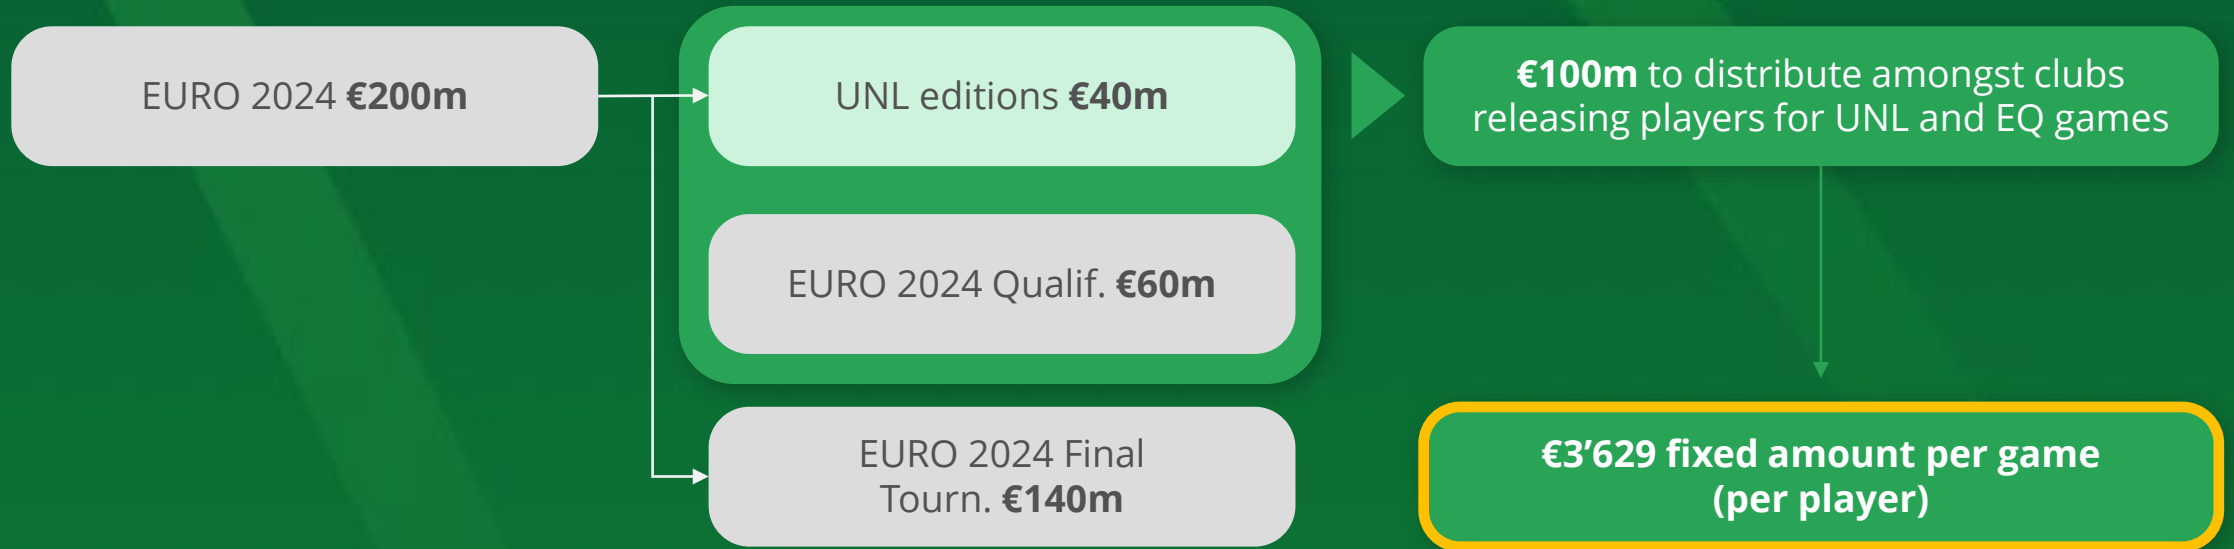 EURO 2024 €200m
UNL editions €40m
€100m to distribute amongst clubs
releasing players for UNL and EQ games
EURO 2024 Qualif. €60m
EURO 2024 Final
Tourn. €140m
€3’629 fixed amount per game
(per player)